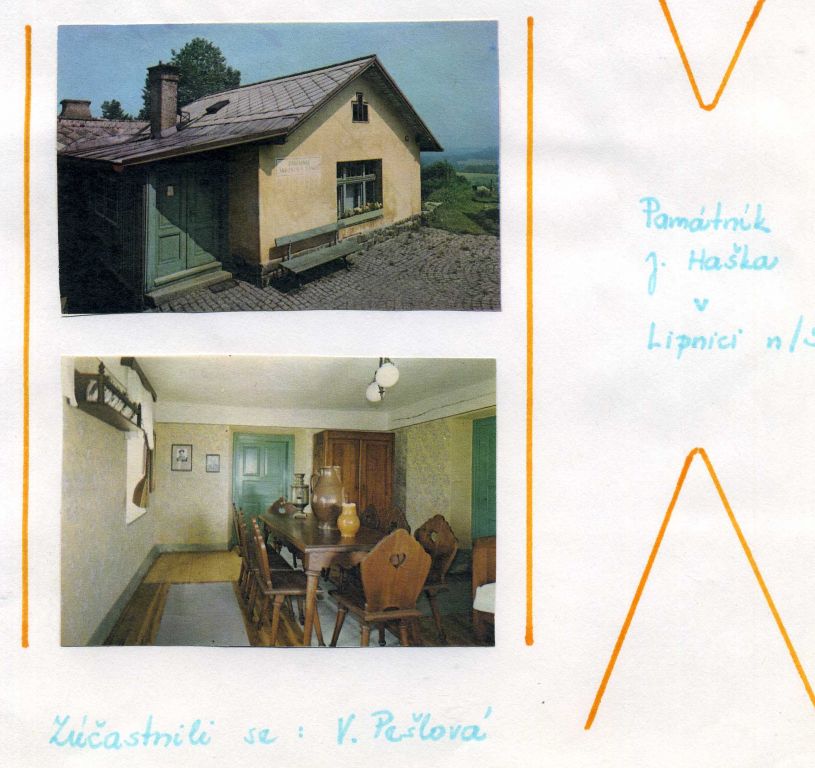 Památník
J. Haška
v
Lipnici n/S
Zúčastnili se : V. Pešlová